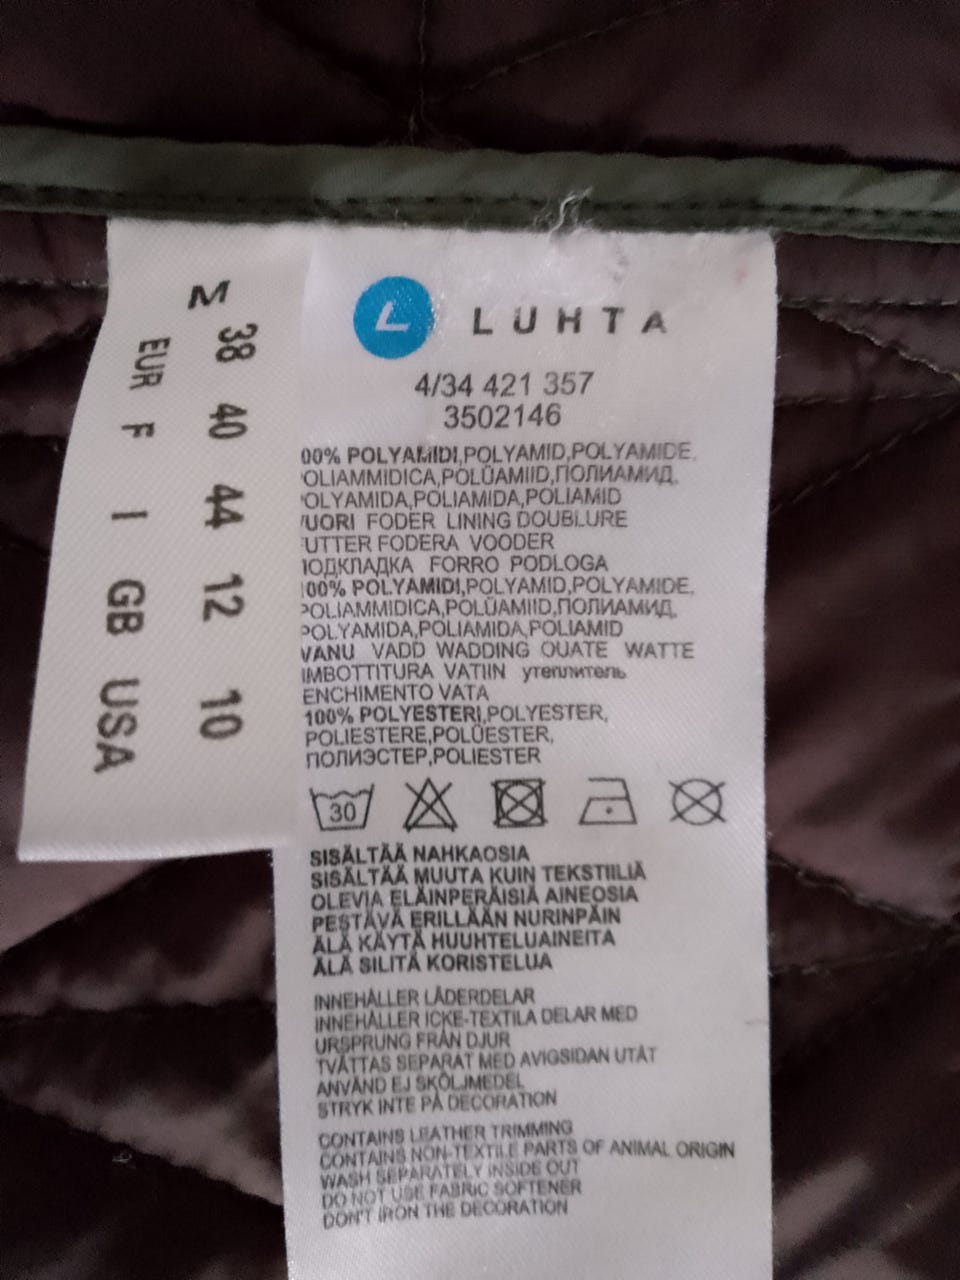 M
EUR 38
F 40
I 44
GB 12
USA 10
L LUHTA
4/34 421 357
3502146
00% POLYAMIDI,POLYAMID,POLYAMIDE,
OLIAMMIDICA,POLÜAMIID,ПОЛИАМИД,
OLYAMIDA,POLIAMIDA,POLIAMID
VUORI FODER LINING DOUBLURE
UTTER FODERA VOODER
ПОДКЛАДКА FORRO PODLOGA
100% POLYAMIDI,POLYAMID,POLYAMIDE,
POLIAMMIDICA,POLÜAMIID,ПОЛИАМИД,
POLYAMIDA,POLIAMIDA,POLIAMID
VANU VADD WADDING OUATE WATTE
IMBOTTITURA VATIIN утеплитель
ENCHIMENTO VATA
100% POLYESTERI,POLYESTER,
POLIESTERE,POLÜESTER,
ПОЛИЭСТЕР,POLIESTER
30
SISÄLTÄÄ NAHKAOSIA
SISÄLTÄÄ MUUTA KUIN TEKSTIILIÄ
OLEVIA ELÄINPERÄISIÄ AINEOSIA
PESTÄVÄ ERILLÄÄN NURINPÄIN
ÄLÄ KÄYTÄ HUUHTELUAINEITA
ÄLÄ SILITÄ KORISTELUA
INNEHÅLLER LÄDERDELAR
INNEHÅLLER ICKE-TEXTILA DELAR MED
URSPRUNG FRÅN DJUR
TVÄTTAS SEPARAT MED AVIGSIDAN UTÅT
ANVÄND EJ SKÖLJMEDEL
STRYK INTE PÅ DECORATION
CONTAINS LEATHER TRIMMING
CONTAINS NON-TEXTILE PARTS OF ANIMAL ORIGIN
WASH SEPARATELY INSIDE OUT
DO NOT USE FABRIC SOFTENER
DON'T IRON THE DECORATION